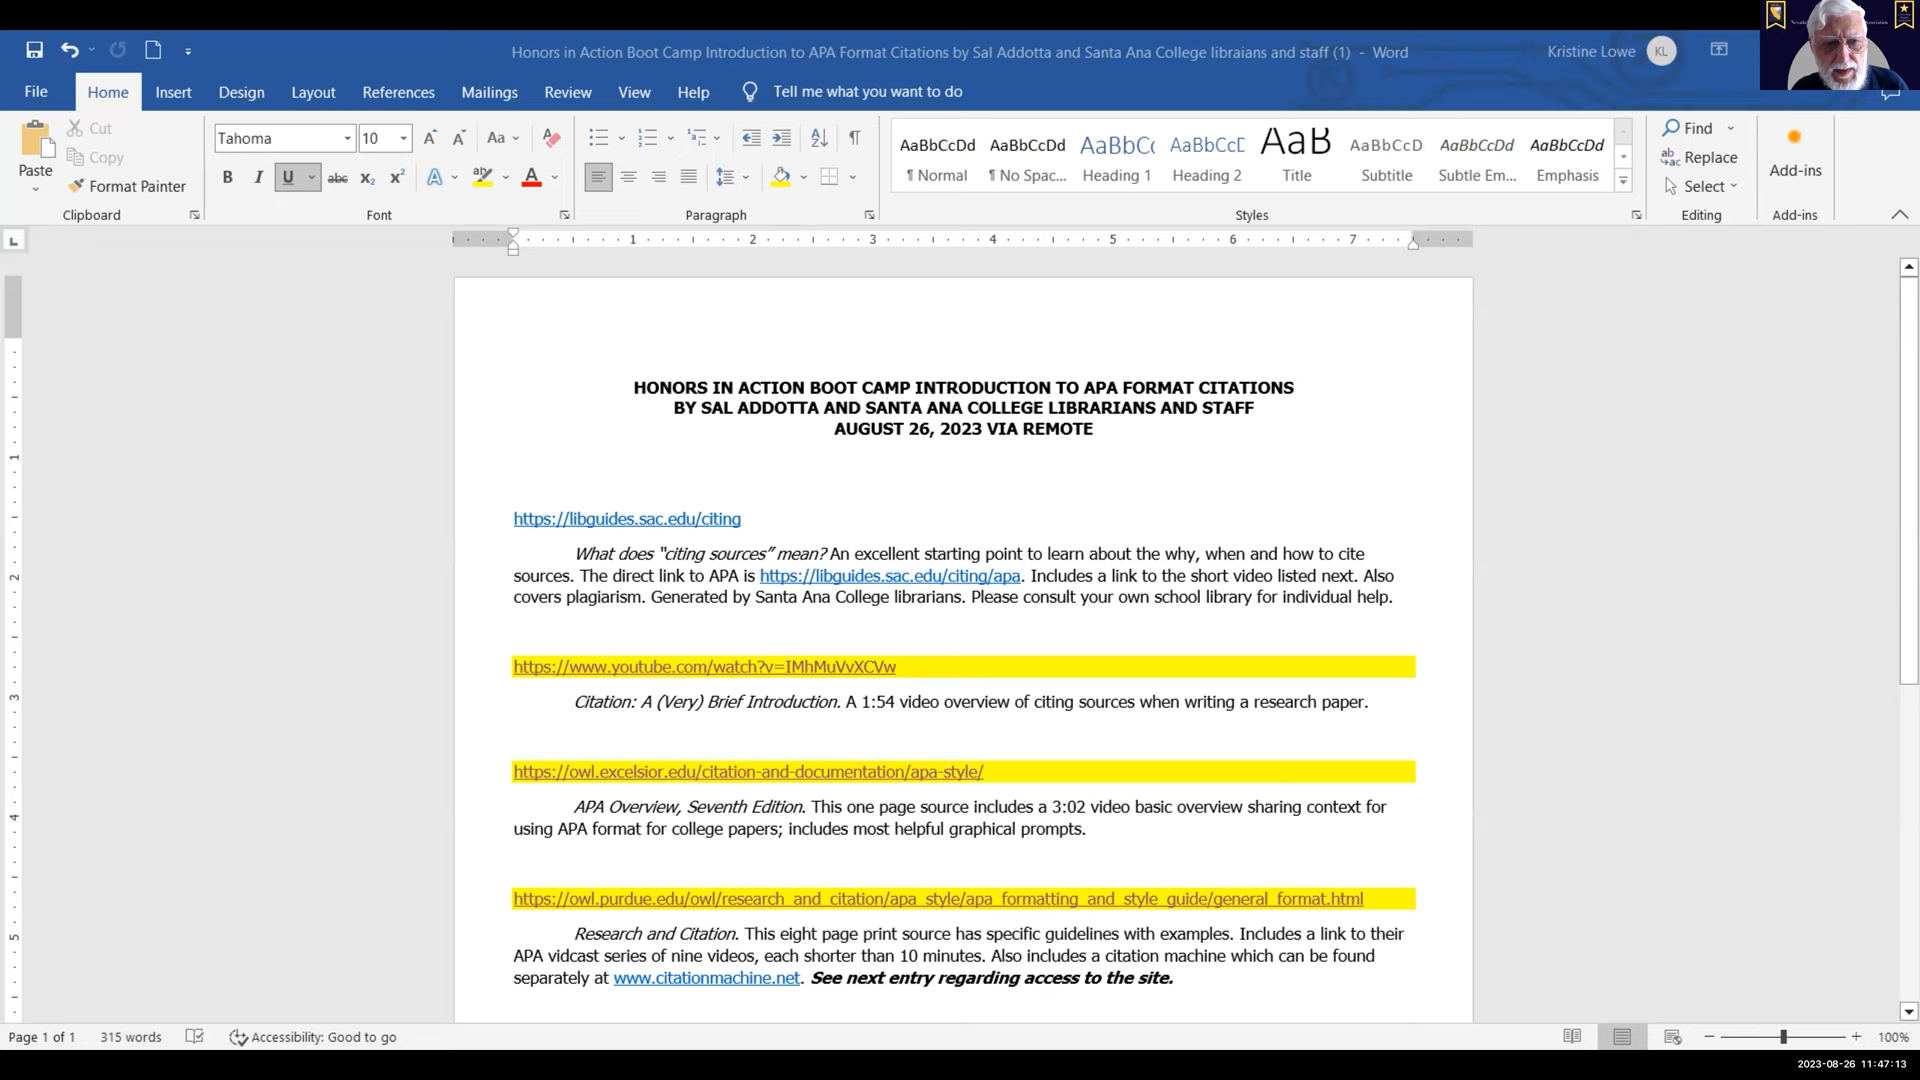 Honors in Action Boot Camp Introduction to APA Format Citations by Sal Addotta and Santa Ana College libraians and staff (1) - Word
Kristine Lowe
KL
File
Home
Insert
Design
Layout
References
Mailings
Review
View
Help
Tell me what you want to do
Paste
Cut
Copy
Format Painter
Clipboard
Tahoma
10
Font
Paragraph
AaBbCcDd
¶ Normal
AaBbCcDd
¶ No Spac...
AaBbCc
Heading 1
AaBbCcE
Heading 2
AaB
Title
AaBbCcD
Subtitle
AaBbCcDd
Subtle Em...
AaBbCcDd
Emphasis
Styles
Find
Replace
Select
Editing
Add-ins
Add-ins
1 2 3 4 5 6 7
HONORS IN ACTION BOOT CAMP INTRODUCTION TO APA FORMAT CITATIONS
BY SAL ADDOTTA AND SANTA ANA COLLEGE LIBRARIANS AND STAFF
AUGUST 26, 2023 VIA REMOTE
https://libguides.sac.edu/citing
What does “citing sources” mean? An excellent starting point to learn about the why, when and how to cite
sources. The direct link to APA is https://libguides.sac.edu/citing/apa. Includes a link to the short video listed next. Also
covers plagiarism. Generated by Santa Ana College librarians. Please consult your own school library for individual help.
https://www.youtube.com/watch?v=IMhMuVvXCVw
Citation: A (Very) Brief Introduction. A 1:54 video overview of citing sources when writing a research paper.
https://owl.excelsior.edu/citation-and-documentation/apa-style/
APA Overview, Seventh Edition. This one page source includes a 3:02 video basic overview sharing context for
using APA format for college papers; includes most helpful graphical prompts.
https://owl.purdue.edu/owl/research_and_citation/apa_style/apa_formatting_and_style_guide/general_format.html
Research and Citation. This eight page print source has specific guidelines with examples. Includes a link to their
APA vidcast series of nine videos, each shorter than 10 minutes. Also includes a citation machine which can be found
separately at www.citationmachine.net. See next entry regarding access to the site.
1
2
3
4
5
Page 1 of 1
315 words
Accessibility: Good to go
100%
2023-08-26 11:47:13